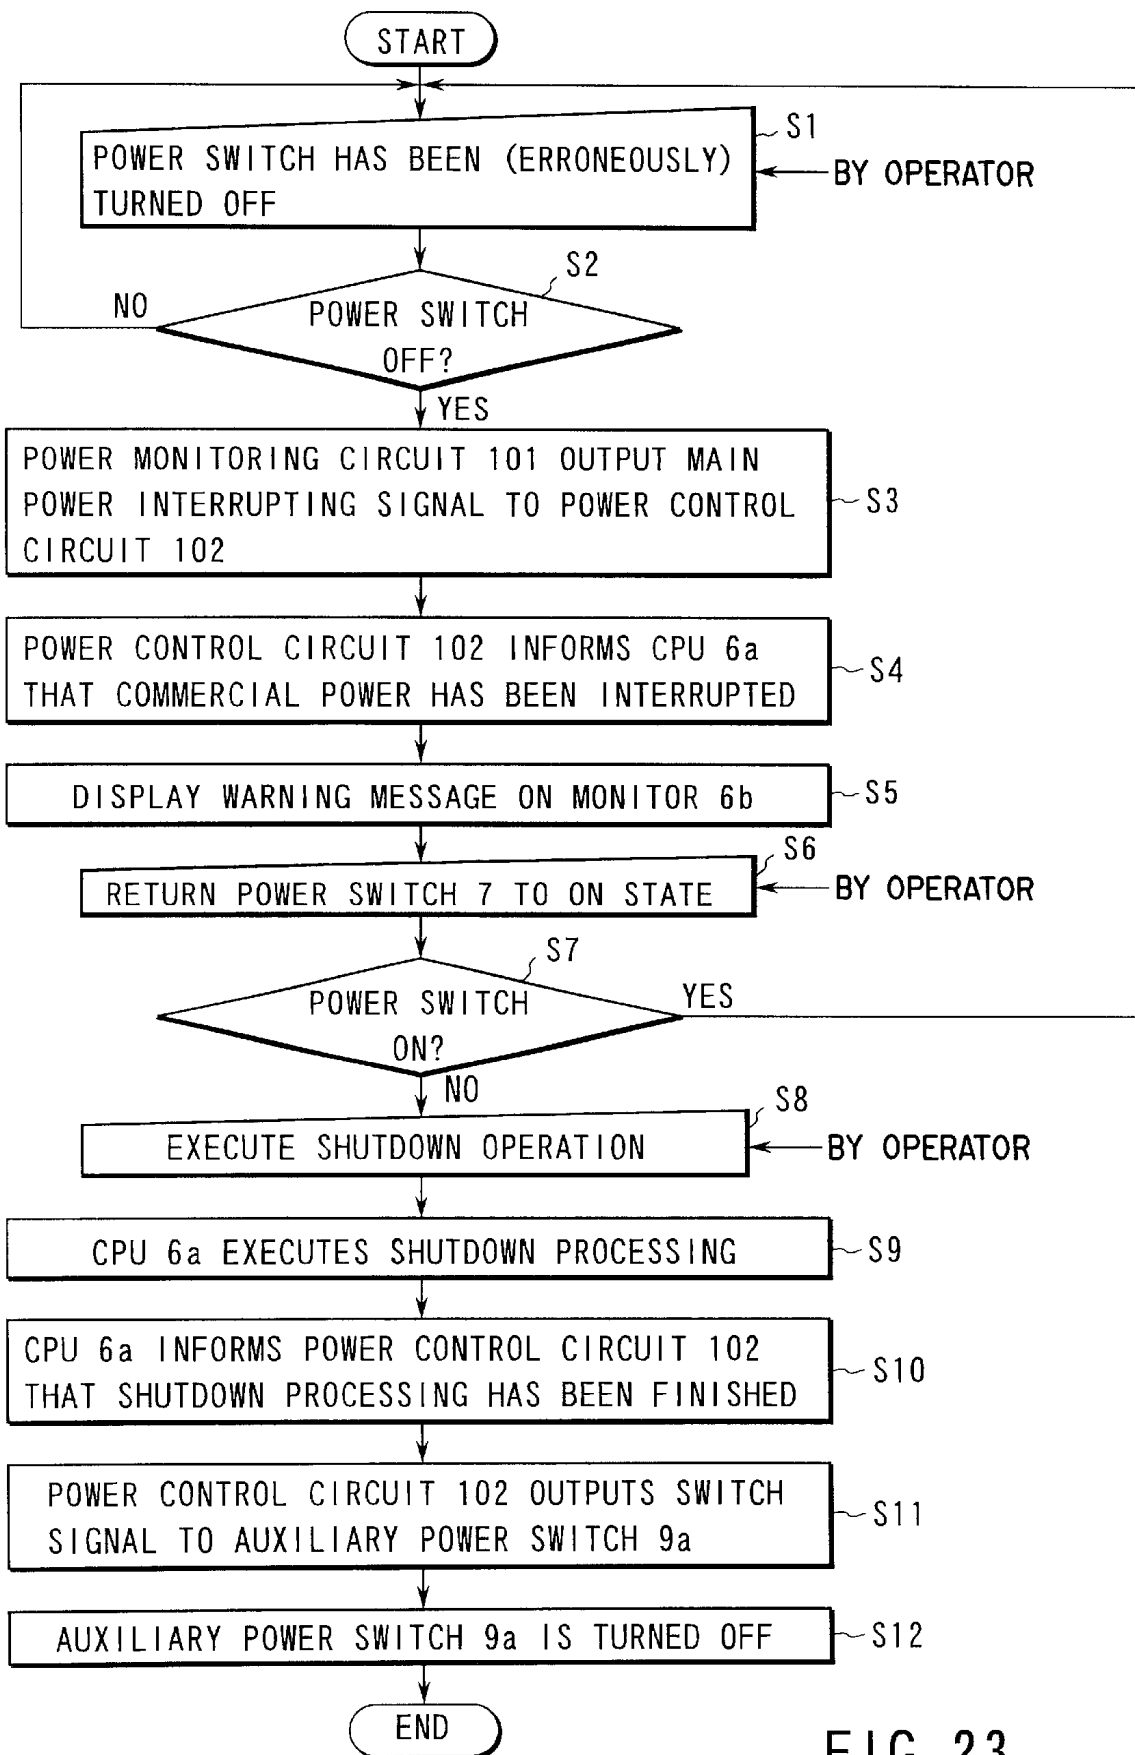 START
S1
POWER SWITCH HAS BEEN (ERRONEOUSLY)
TURNED OFF
BY OPERATOR
S2
NO
POWER SWITCH
OFF?
YES
POWER MONITORING CIRCUIT 101 OUTPUT MAIN
POWER INTERRUPTING SIGNAL TO POWER CONTROL
CIRCUIT 102
S3
POWER CONTROL CIRCUIT 102 INFORMS CPU 6a
THAT COMMERCIAL POWER HAS BEEN INTERRUPTED
S4
DISPLAY WARNING MESSAGE ON MONITOR 6b
S5
S6
RETURN POWER SWITCH 7 TO ON STATE
BY OPERATOR
S7
POWER SWITCH
ON?
YES
NO
S8
EXECUTE SHUTDOWN OPERATION
BY OPERATOR
CPU 6a EXECUTES SHUTDOWN PROCESSING
S9
CPU 6a INFORMS POWER CONTROL CIRCUIT 102
THAT SHUTDOWN PROCESSING HAS BEEN FINISHED
S10
POWER CONTROL CIRCUIT 102 OUTPUTS SWITCH
SIGNAL TO AUXILIARY POWER SWITCH 9a
S11
AUXILIARY POWER SWITCH 9a IS TURNED OFF
S12
END
FIG. 23